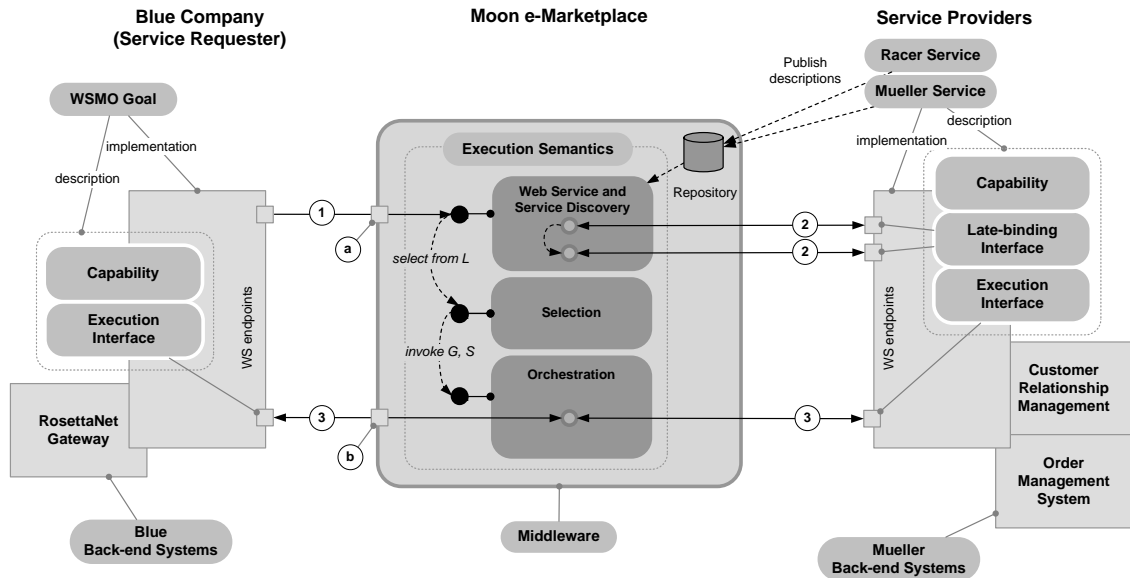 Blue Company
(Service Requester)
Moon e-Marketplace
Service Providers
WSMO Goal
implementation
description
Capability
Execution
Interface
WS endpoints
RosettaNet
Gateway
Blue
Back-end Systems
1
a
3
b
Execution Semantics
Web Service and
Service Discovery
select from L
Selection
invoke G, S
Orchestration
Repository
Middleware
Publish
descriptions
2
2
3
Racer Service
Mueller Service
implementation
description
Capability
Late-binding
Interface
Execution
Interface
WS endpoints
Customer
Relationship
Management
Order
Management
System
Mueller
Back-end Systems